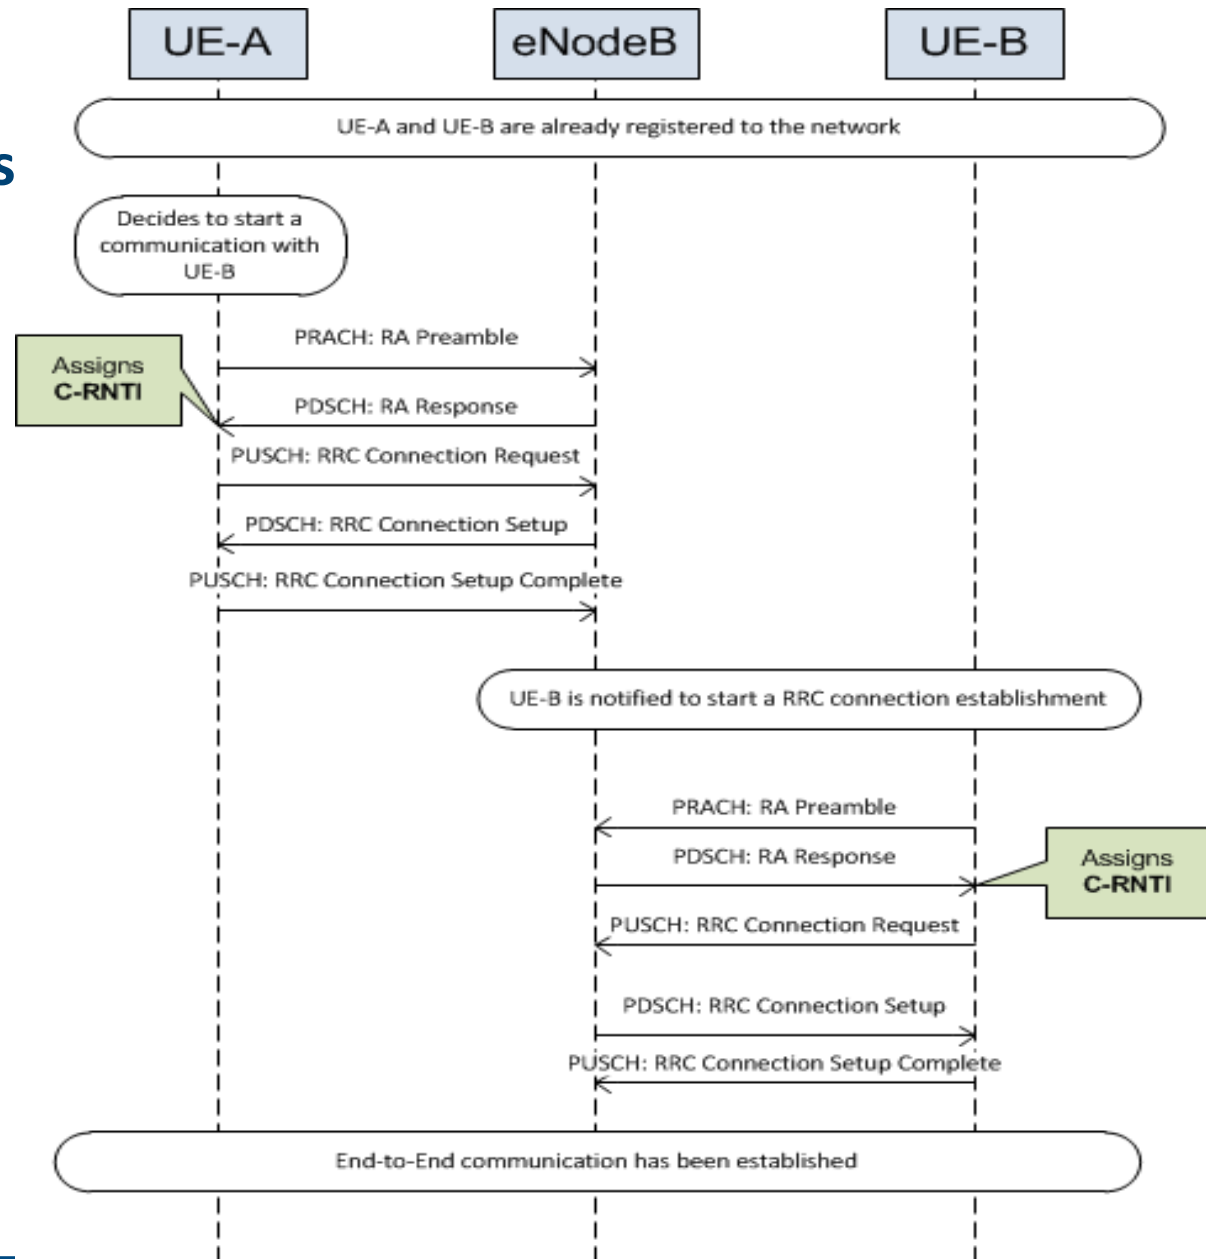 UE-A
eNodeB
UE-B
UE-A and UE-B are already registered to the network
s
Decides to start a
communication with
UE-B
PRACH: RA Preamble
Assigns
C-RNTI
PDSCH: RA Response
PUSCH: RRC Connection Request
PDSCH: RRC Connection Setup
PUSCH: RRC Connection Setup Complete
UE-B is notified to start a RRC connection establishment
PRACH: RA Preamble
PDSCH: RA Response
Assigns
C-RNTI
PUSCH: RRC Connection Request
PDSCH: RRC Connection Setup
PUSCH: RRC Connection Setup Complete
End-to-End communication has been established